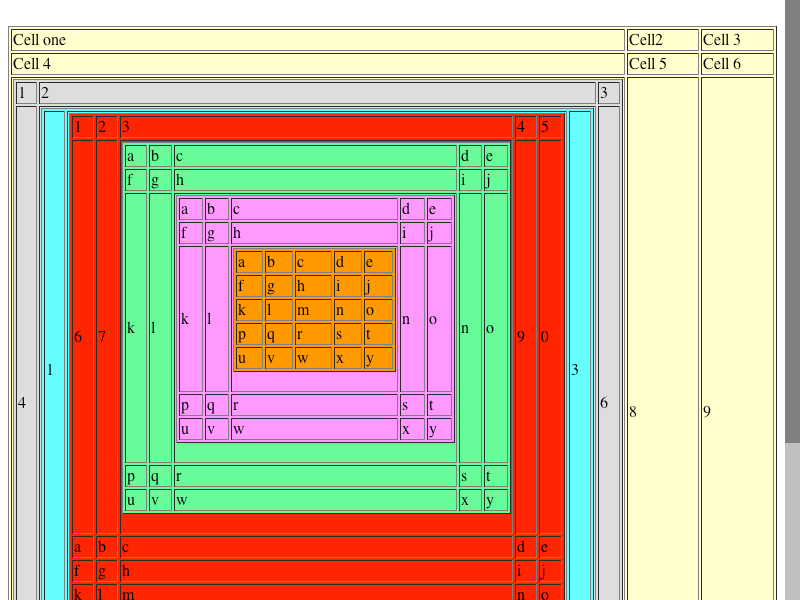 Cell one Cell2 Cell 3
Cell 4 Cell 5 Cell 6
1 2 3
1 2 3 4 5
a b c d e
f g h i j
a b c d e
f g h i j
a b c d e
f g h i j
k l m n o
p q r s t
u v w x y
k l n o
p q r s t
u v w x y
k l n o
p q r s t
u v w x y
6 7 9 0
a b c d e
f g h i j
k l m n o
1 3
4 6
8 9